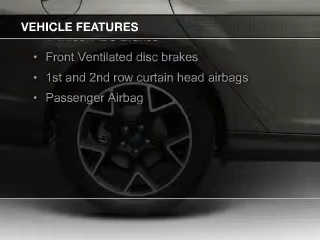 VEHICLE FEATURES
• Front Ventilated disc brakes
• 1st and 2nd row curtain head airbags
• Passenger Airbag